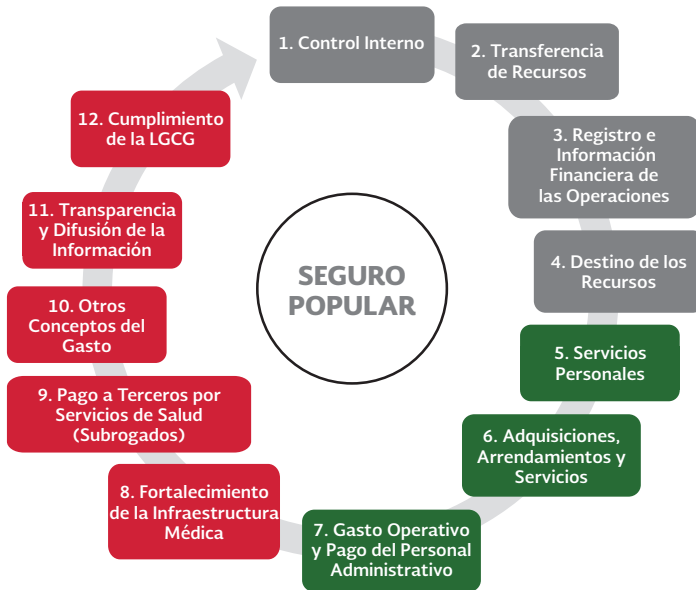 1. Control Interno
2. Transferencia
de Recursos
3. Registro e
Información
Financiera de
las Operaciones
4. Destino de los
Recursos
5. Servicios
Personales
6. Adquisiciones,
Arrendamientos y
Servicios
7. Gasto Operativo
y Pago del Personal
Administrativo
8. Fortalecimiento
de la Infraestructura
Médica
9. Pago a Terceros por
Servicios de Salud
(Subrogados)
10. Otros
Conceptos del
Gasto
11. Transparencia
y Difusión de la
Información
12. Cumplimiento
de la LGCG
SEGURO
POPULAR